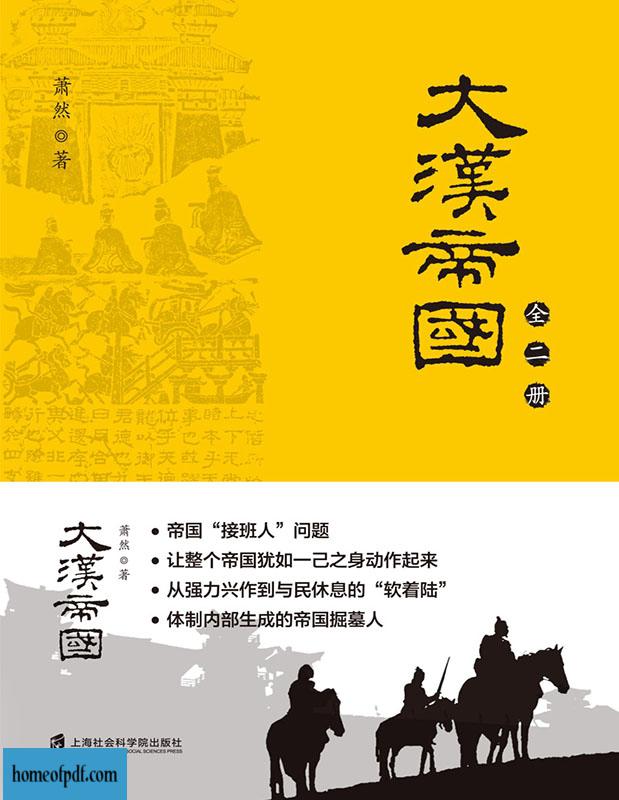 萧然◎著
大漢帝國
全二册
大漢帝國
萧然◎著
• 帝国“接班人”问题
• 让整个帝国犹如一己之身动作起来
• 从强力兴作到与民休息的“软着陆”
• 体制内部生成的帝国掘墓人
上海社会科学院出版社
SOCIAL SCIENCES PRESS
homeofpdf.com